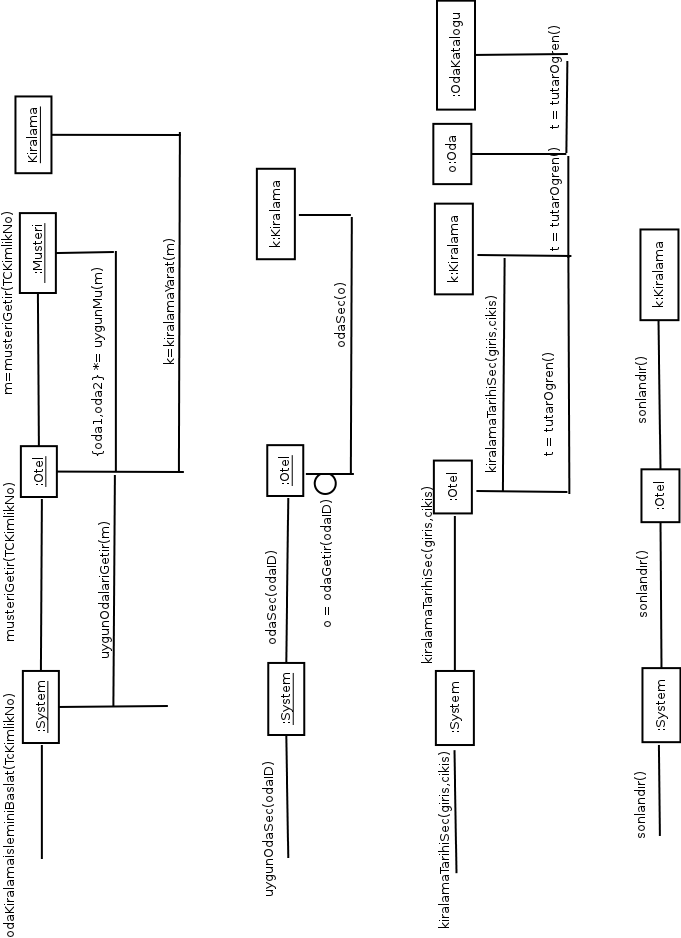 odaKiralamaisleminiBaslat(TcKimlikNo)
:System
musteriGetir(TCKimlikNo)
uygunOdalariGetir(m)
:Otel
m=musteriGetir(TCKimlikNo)
{oda1,oda2} *= uygunMu(m)
:Musteri
k=kiralamaYarat(m)
Kiralama
uygunOdaSec(odaID)
:System
odaSec(odaID)
:Otel
o = odaGetir(odaID)
odaSec(o)
k:Kiralama
kiralamaTarihiSec(giris,cikis)
:System
kiralamaTarihiSec(giris,cikis)
:Otel
kiralamaTarihiSec(giris,cikis)
t = tutarOgren()
k:Kiralama
t = tutarOgren()
o:Oda
t = tutarOgren()
:OdaKatalogu
sonlandir()
:System
sonlandir()
:Otel
sonlandir()
k:Kiralama